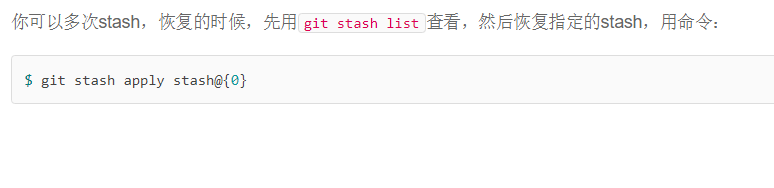 你可以多次stash，恢复的时候，先用git stash list查看，然后恢复指定的stash，用命令：
$ git stash apply stash@{0}